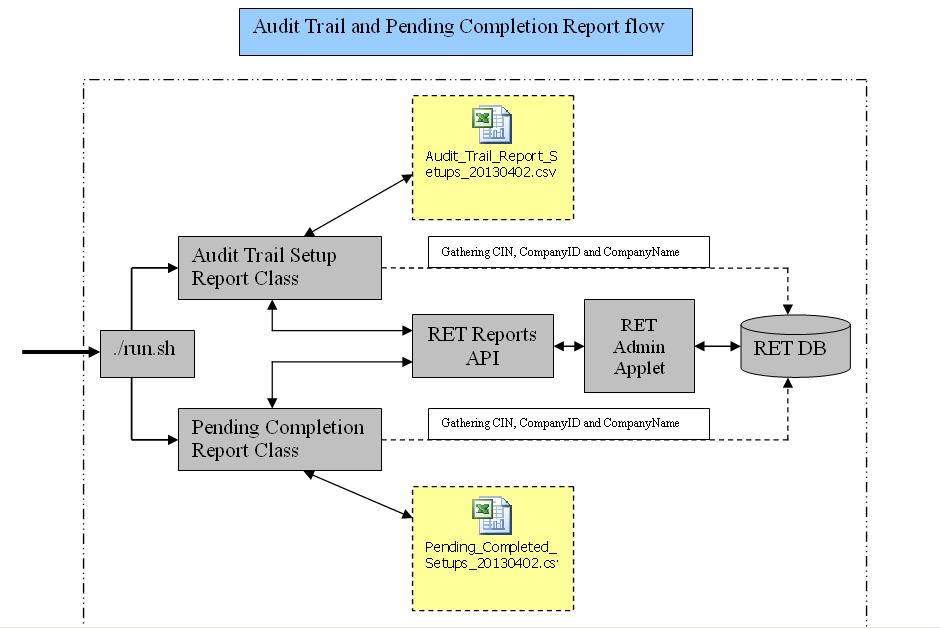 Audit Trail and Pending Completion Report flow
Audit_Trail_Report_S
etups_20130402.csv
Audit Trail Setup
Report Class
Gathering CIN, CompanyID and CompanyName
./run.sh
RET Reports
API
RET
Admin
Applet
RET DB
Pending Completion
Report Class
Gathering CIN, CompanyID and CompanyName
Pending_Completed_
Setups_20130402.cs